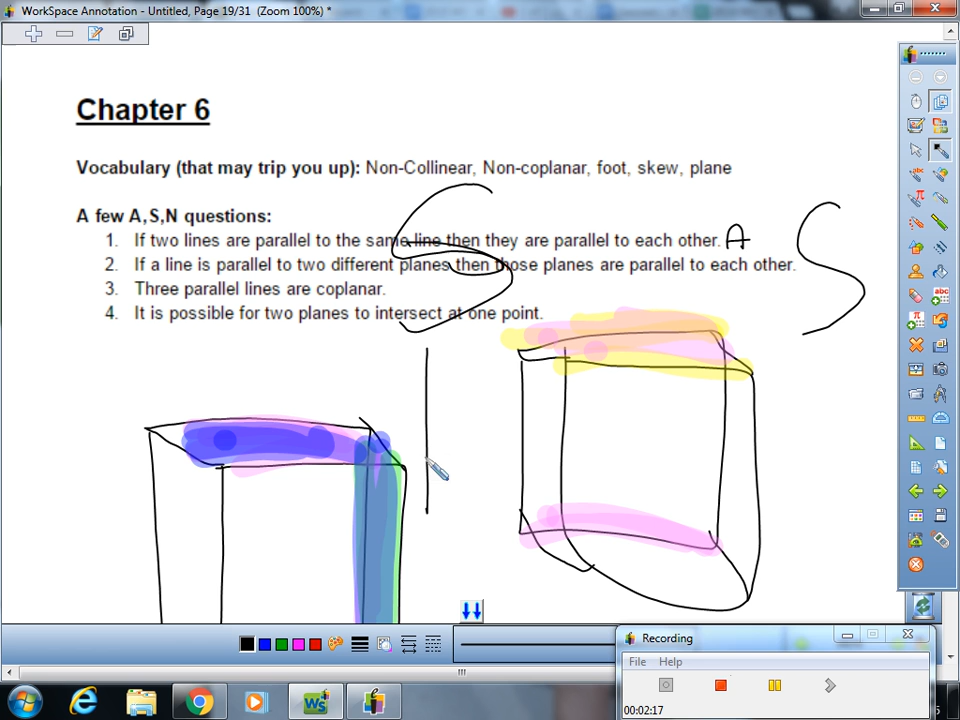 WorkSpace Annotation - Untitled, Page 19/31 (Zoom 100%) *
Chapter 6
Vocabulary (that may trip you up): Non-Collinear, Non-coplanar, foot, skew, plane
A few A,S,N questions:
1. If two lines are parallel to the same line then they are parallel to each other. A S
2. If a line is parallel to two different planes then those planes are parallel to each other.
3. Three parallel lines are coplanar.
S
4. It is possible for two planes to intersect at one point.
Recording
File Help
00:02:17